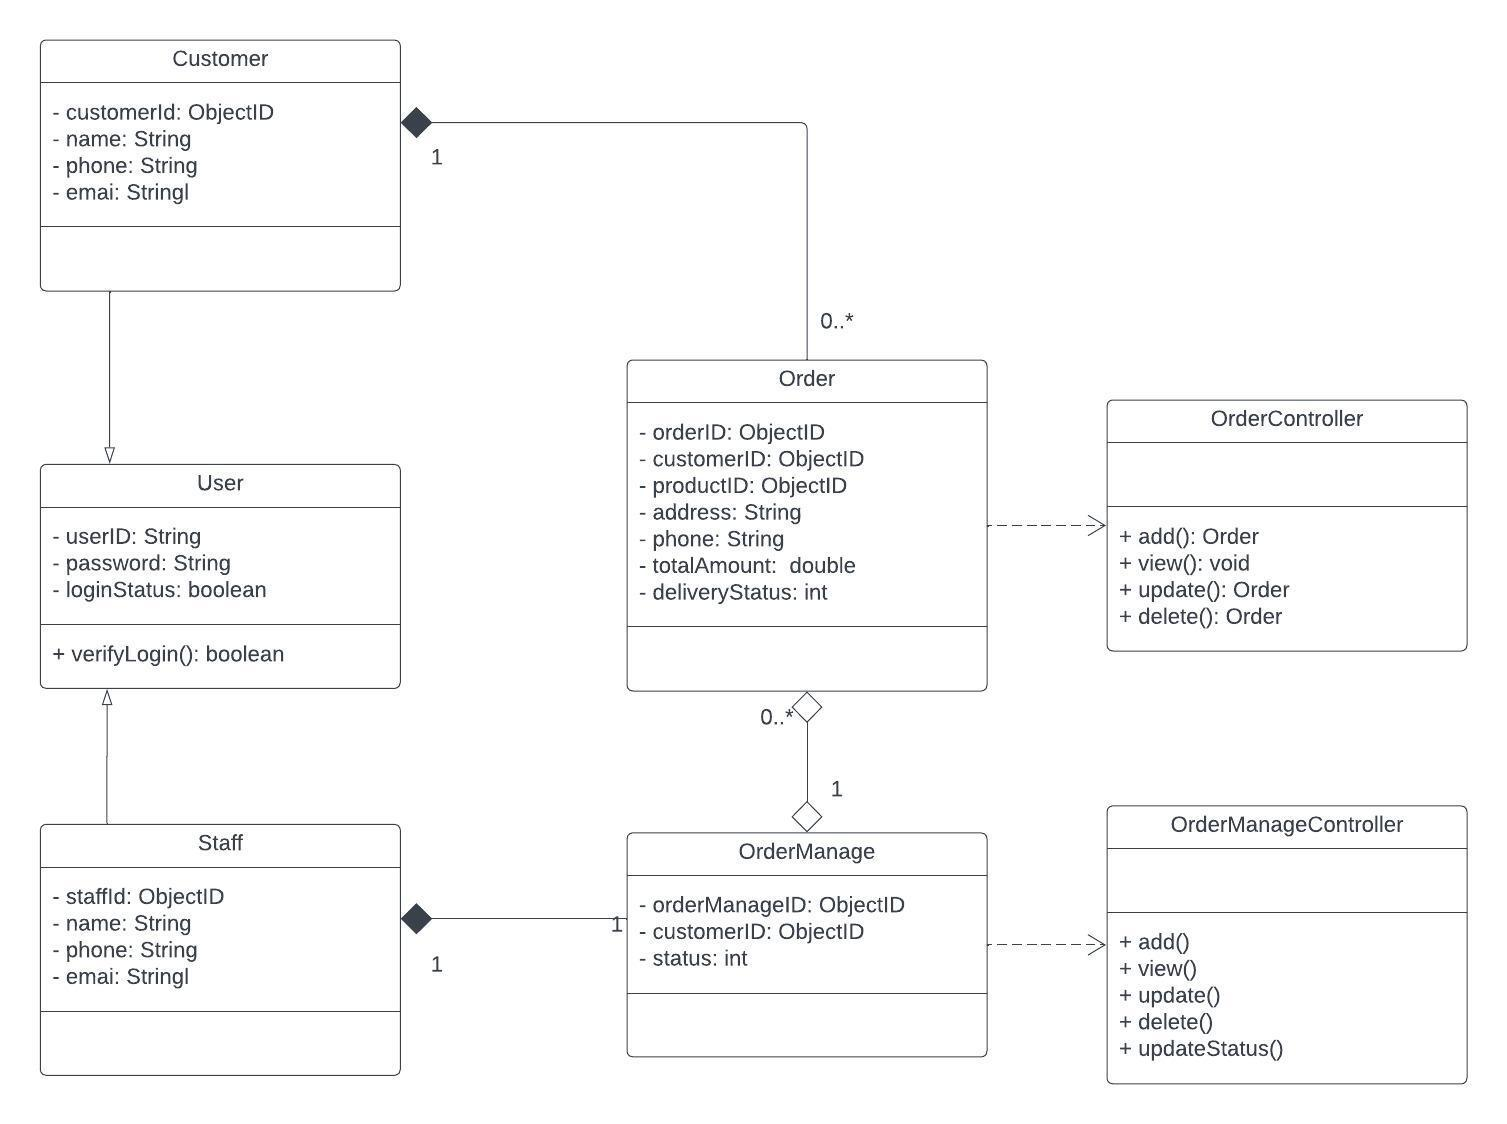 Customer
- customerId: ObjectID
- name: String
- phone: String
- emai: Stringl
1
0..*
Order
- orderID: ObjectID
- customerID: ObjectID
- productID: ObjectID
- address: String
- phone: String
- totalAmount:  double
- deliveryStatus: int
OrderController
+ add(): Order
+ view(): void
+ update(): Order
+ delete(): Order
User
- userID: String
- password: String
- loginStatus: boolean
+ verifyLogin(): boolean
0..*
1
Staff
- staffId: ObjectID
- name: String
- phone: String
- emai: Stringl
1
1
OrderManage
- orderManageID: ObjectID
- customerID: ObjectID
- status: int
OrderManageController
+ add()
+ view()
+ update()
+ delete()
+ updateStatus()